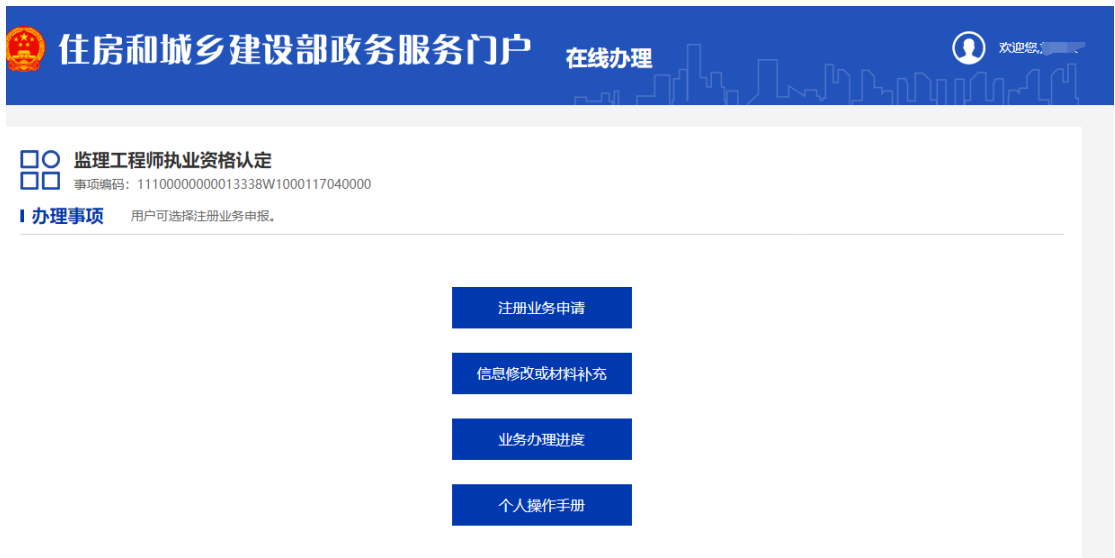 住房和城乡建设部政务服务门户 在线办理 欢迎您,
监理工程师执业资格认定
事项编码：11100000000013338W1000117040000
办理事项 用户可选择注册业务申报。
注册业务申请
信息修改或材料补充
业务办理进度
个人操作手册